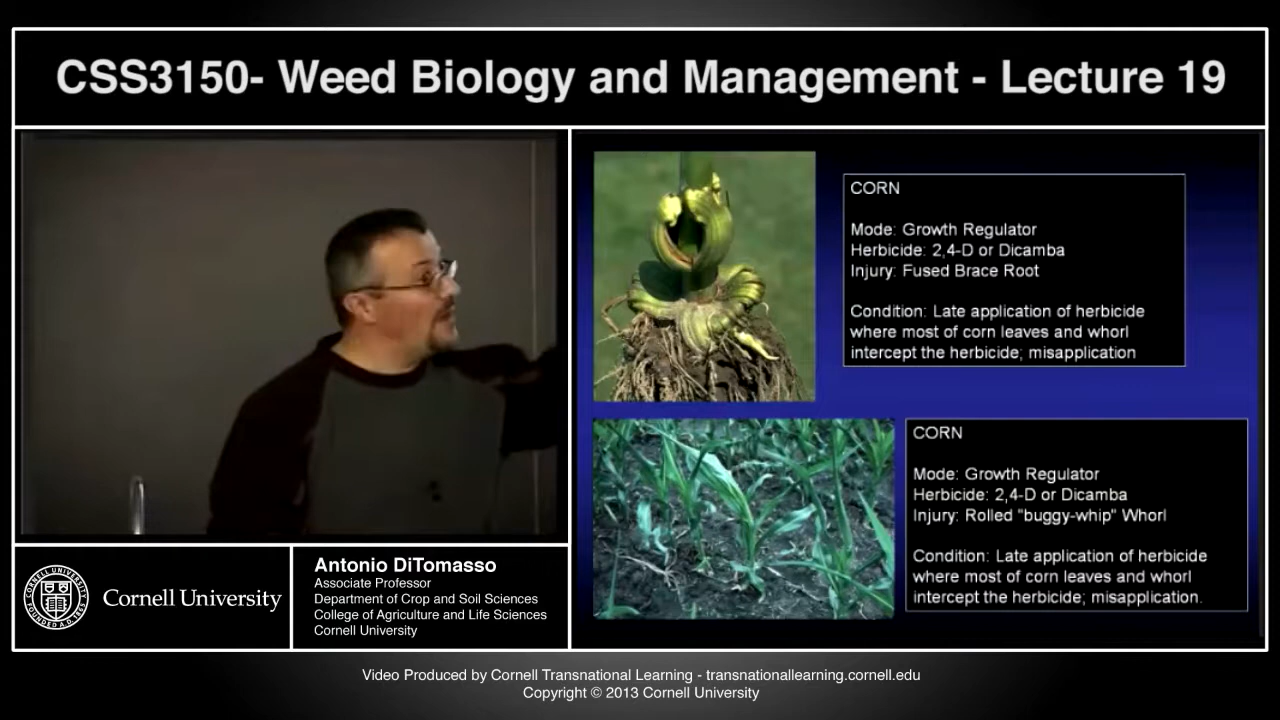 CSS3150- Weed Biology and Management - Lecture 19
CORN
Mode: Growth Regulator
Herbicide: 2,4-D or Dicamba
Injury: Fused Brace Root
Condition: Late application of herbicide
where most of corn leaves and whorl
intercept the herbicide; misapplication
CORN
Mode: Growth Regulator
Herbicide: 2,4-D or Dicamba
Injury: Rolled "buggy-whip" Whorl
Condition: Late application of herbicide
where most of corn leaves and whorl
intercept the herbicide; misapplication.
CORNELL UNIVERSITY
FOUNDED A.D. 1865
Cornell University
Antonio DiTomasso
Associate Professor
Department of Crop and Soil Sciences
College of Agriculture and Life Sciences
Cornell University
Video Produced by Cornell Transnational Learning - transnationallearning.cornell.edu
Copyright © 2013 Cornell University